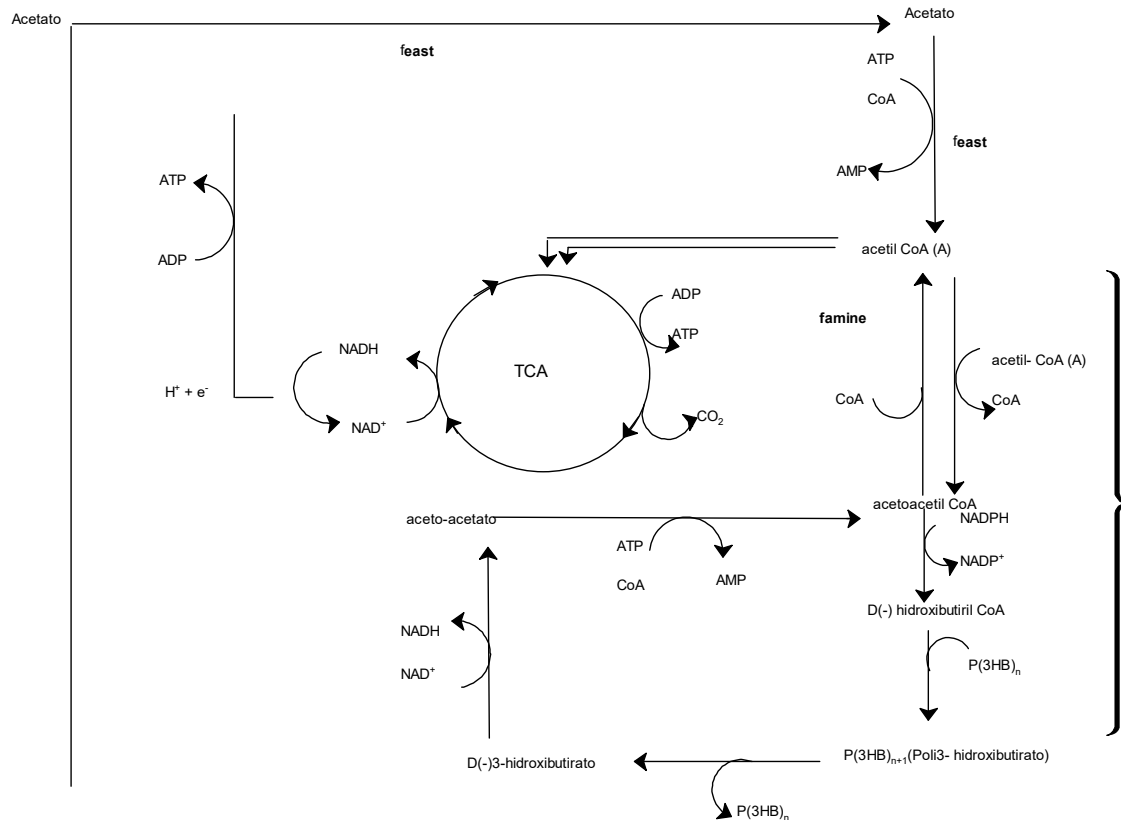 Acetato
Acetato
feast
ATP
CoA
feast
AMP
ATP
ADP
acetil CoA (A)
ADP
famine
ATP
NADH
TCA
acetil- CoA (A)
H⁺ + e⁻
CoA
CoA
NAD⁺
CO₂
acetoacetil CoA
aceto-acetato
NADPH
ATP
NADP⁺
CoA
AMP
D(-) hidroxibutiril CoA
NADH
NAD⁺
P(3HB)ₙ
D(-)3-hidroxibutirato
P(3HB)ₙ₊₁(Poli3- hidroxibutirato)
P(3HB)ₙ